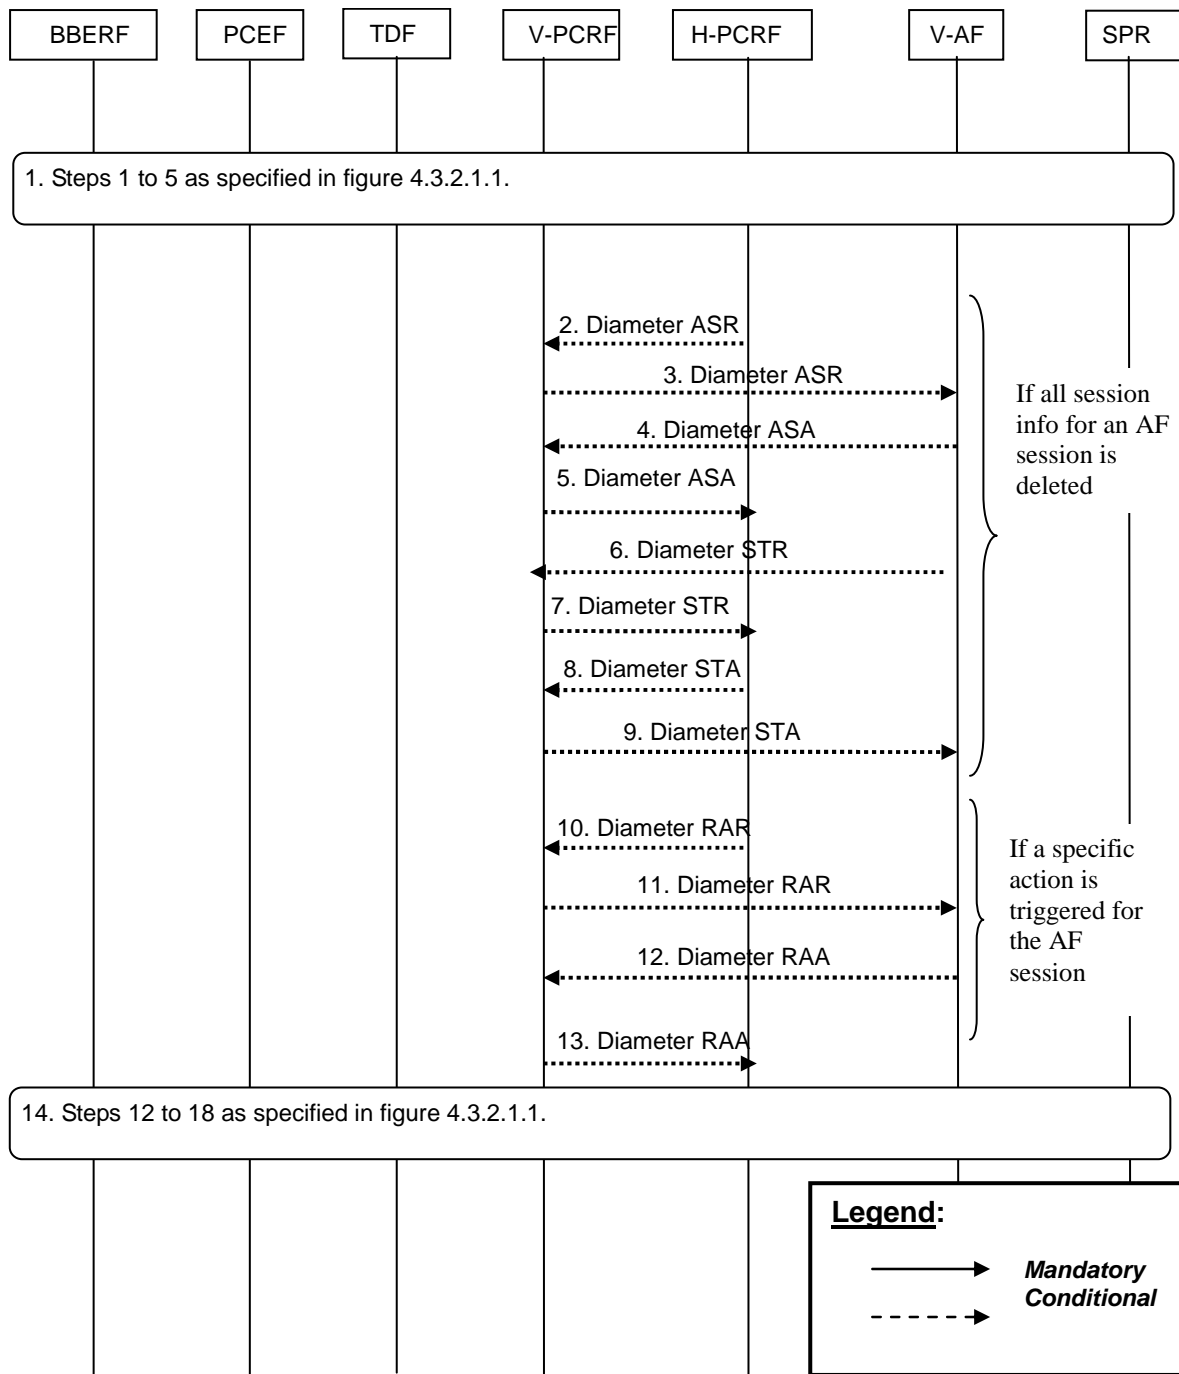 BBERF
PCEF
TDF
V-PCRF
H-PCRF
V-AF
SPR
1. Steps 1 to 5 as specified in figure 4.3.2.1.1.
2. Diameter ASR
3. Diameter ASR
4. Diameter ASA
5. Diameter ASA
6. Diameter STR
7. Diameter STR
8. Diameter STA
9. Diameter STA
If all session
info for an AF
session is
deleted
10. Diameter RAR
11. Diameter RAR
12. Diameter RAA
13. Diameter RAA
If a specific
action is
triggered for
the AF
session
14. Steps 12 to 18 as specified in figure 4.3.2.1.1.
Legend:
Mandatory
Conditional